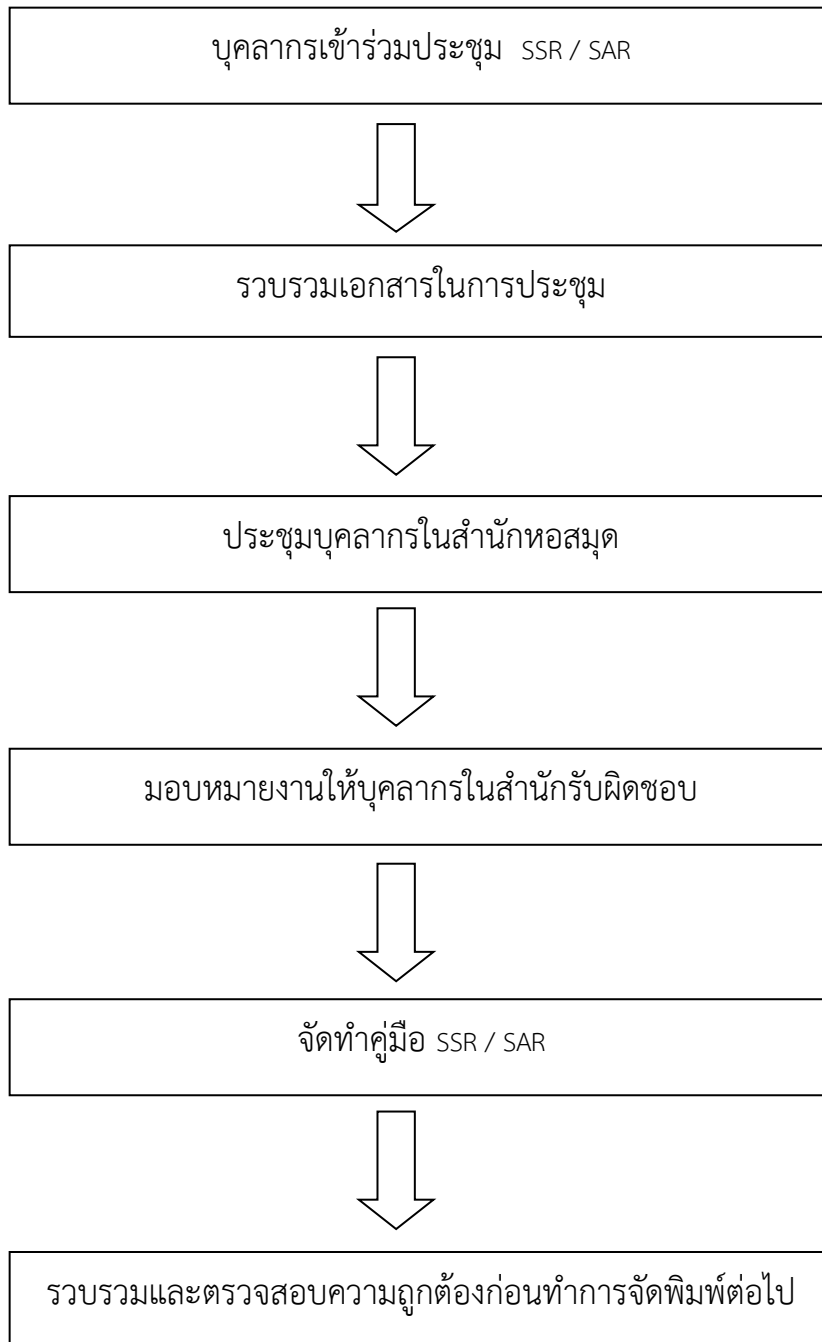 บุคลากรเข้าร่วมประชุม SSR / SAR
รวบรวมเอกสารในการประชุม
ประชุมบุคลากรในสำนักหอสมุด
มอบหมายงานให้บุคลากรในสำนักรับผิดชอบ
จัดทำคู่มือ SSR / SAR
รวบรวมและตรวจสอบความถูกต้องก่อนทำการจัดพิมพ์ต่อไป